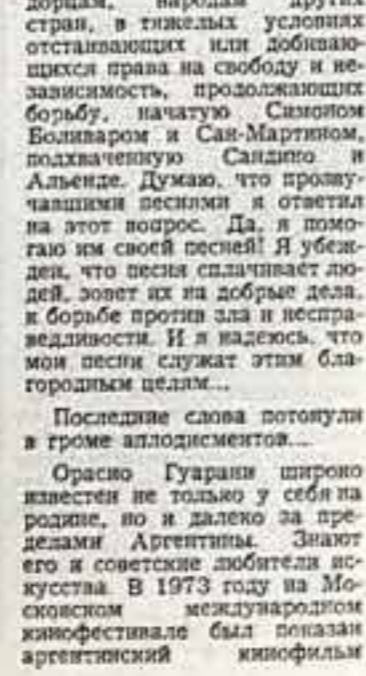 дорцам, народам других
стран, в тяжелых условиях
отстаивающих или добиваю-
щихся права на свободу и не-
зависимость, продолжающих
борьбу, начатую Симоном
Боливаром и Сан-Мартином,
подхваченную Сандино и
Альенде. Думаю, что прозву-
чавшими песнями я ответил
на этот вопрос. Да, я помо-
гаю им своей песней! Я убеж-
ден, что песня сплачивает лю-
дей, зовет их на добрые дела,
к борьбе против зла и неспра-
ведливости. И я надеюсь, что
мои песни служат этим бла-
городным целям...
Последние слова потонули
в громе аплодисментов...
Орасио Гуарани широко
известен не только у себя на
родине, но и далеко за пре-
делами Аргентины. Знают
его и советские любители ис-
кусства. В 1973 году на Мо-
сковском международном
кинофестивале был показан
аргентинский кинофильм